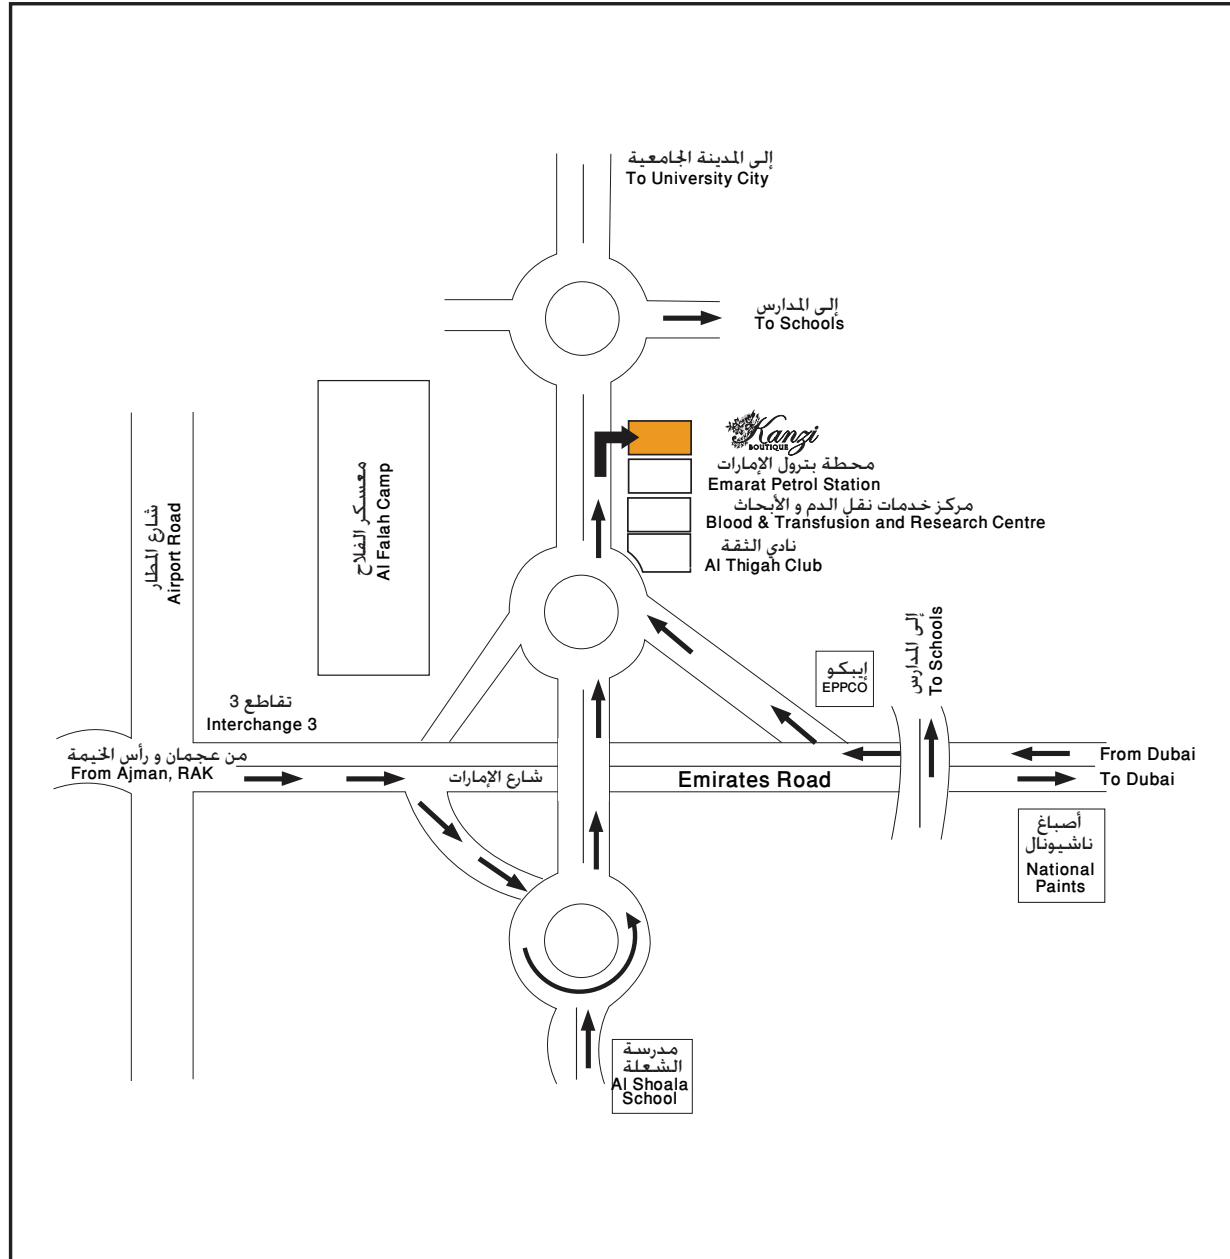 إلى المدينة الجامعية
To University City
إلى المدارس
To Schools
Kanzi
BOUTIQUE
محطة بترول الإمارات
Emarat Petrol Station
مركز خدمات نقل الدم و الأبحاث
Blood & Transfusion and Research Centre
نادي الثقة
Al Thigah Club
معسكر الفلاح
Al Falah Camp
شارع المطار
Airport Road
إلى المدارس
To Schools
إيبكو
EPPCO
تقاطع 3
Interchange 3
من عجمان و رأس الخيمة
From Ajman, RAK
شارع الإمارات
Emirates Road
From Dubai
To Dubai
أصباغ
ناشيونال
National
Paints
مدرسة
الشعلة
Al Shoala
School